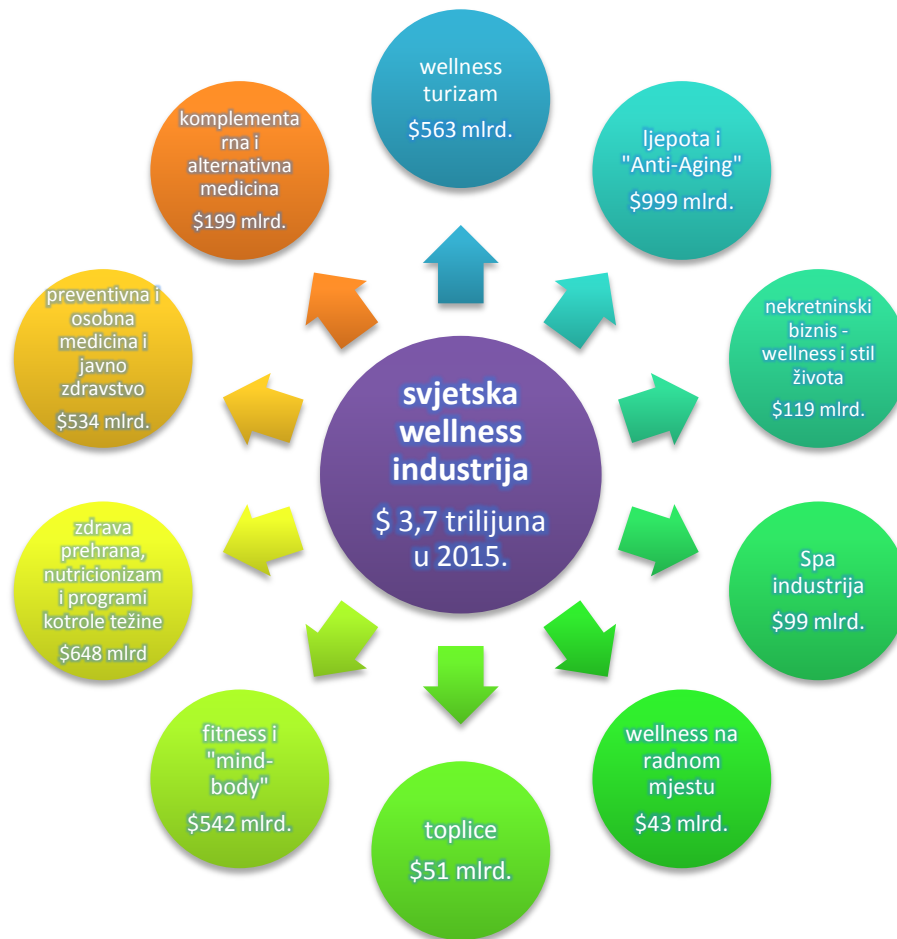 wellness
turizam
$563 mlrd.
ljepota i
"Anti-Aging"
$999 mlrd.
nekretninski
biznis -
wellness i stil
života
$119 mlrd.
Spa
industrija
$99 mlrd.
wellness na
radnom
mjestu
$43 mlrd.
toplice
$51 mlrd.
fitness i
"mind-
body"
$542 mlrd.
zdrava
prehrana,
nutricionizam
i programi
kotrole težine
$648 mlrd
preventivna i
osobna
medicina i
javno
zdravstvo
$534 mlrd.
komplementa
rna i
alternativna
medicina
$199 mlrd.
svjetska
wellness
industrija
$ 3,7 trilijuna
u 2015.